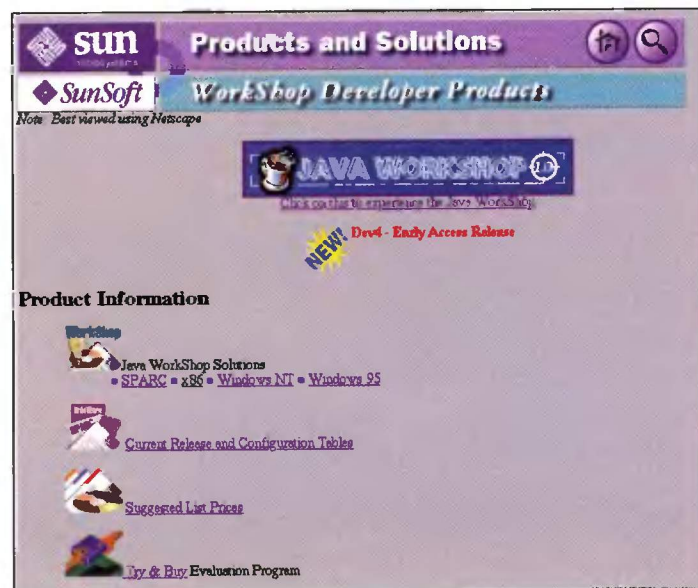 sun
Products and Solutions
SunSoft
WorkShop Developer Products
Note: Best viewed using Netscape
JAVA WORKSHOP 1.0
Click on this to experience the Java WorkShop
NEW! Dev4 - Early Access Release
Product Information
WorkShop
Java WorkShop Solutions
SPARC • x86 • Windows NT • Windows 95
Current Release and Configuration Tables
Suggested List Prices
Try & Buy Evaluation Program